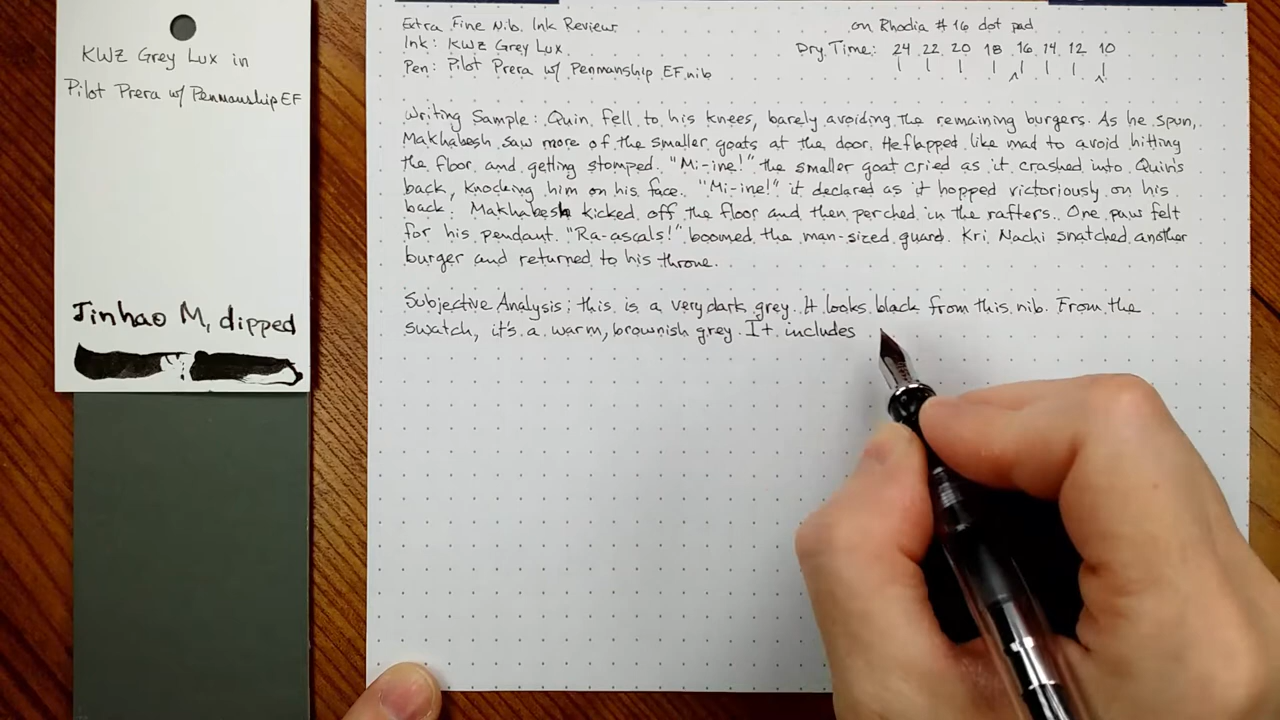 KWZ Grey Lux in
Pilot Prera w/ Penmanship EF
Jinhao M, dipped
Extra Fine Nib Ink Review
on Rhodia #16 dot pad
Ink: KWZ Grey Lux
Dry Time: 24 22 20 18 16 14 12 10
Pen: Pilot Prera w/ Penmanship EF nib
Writing Sample: Quin fell to his knees, barely avoiding the remaining burgers. As he spun,
Makhabesh saw more of the smaller goats at the door. He flapped like mad to avoid hitting
the floor and getting stomped. "Mi-ine!" the smaller goat cried as it crashed into Quin's
back, knocking him on his face. "Mi-ine!" it declared as it hopped victoriously on his
back. Makhabesh kicked off the floor and then perched in the rafters. One paw felt
for his pendant. "Ra-ascals!" boomed the man-sized guard. Kri Nachi snatched another
burger and returned to his throne.
Subjective Analysis: this is a very dark grey. It looks black from this nib. From the
swatch, it's a warm, brownish grey. It includes